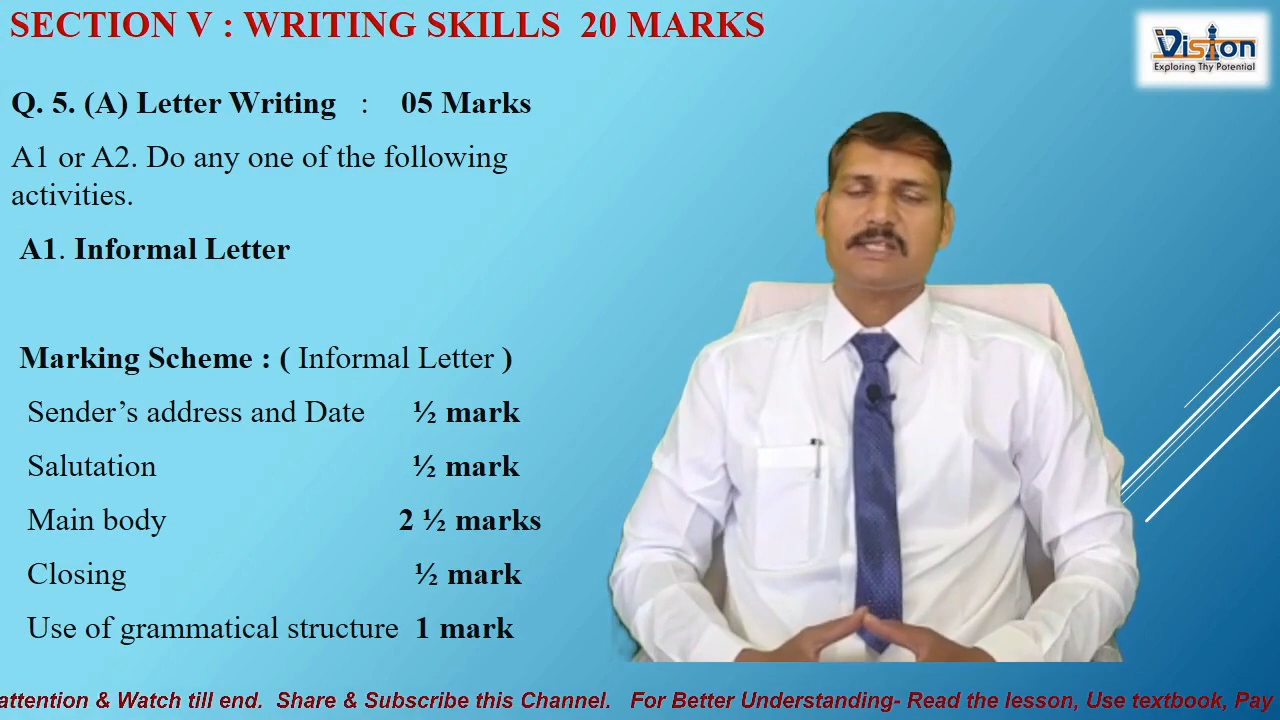 SECTION V : WRITING SKILLS 20 MARKS
Vision
Exploring Thy Potential
Q. 5. (A) Letter Writing : 05 Marks
A1 or A2. Do any one of the following
activities.
A1. Informal Letter
Marking Scheme : ( Informal Letter )
Sender’s address and Date ½ mark
Salutation ½ mark
Main body 2 ½ marks
Closing ½ mark
Use of grammatical structure 1 mark
attention & Watch till end. Share & Subscribe this Channel. For Better Understanding- Read the lesson, Use textbook, Pay